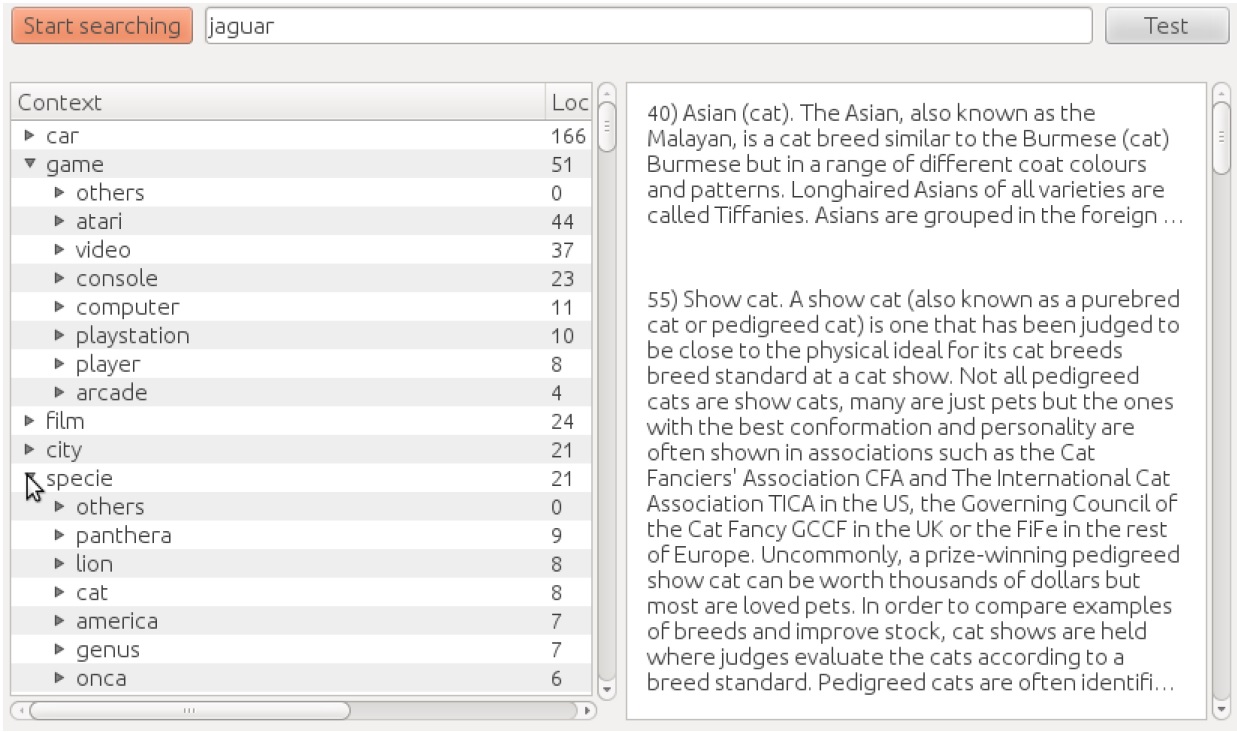 Start searching jaguar Test
Context Loc
car 166
game 51
others 0
atari 44
video 37
console 23
computer 11
playstation 10
player 8
arcade 4
film 24
city 21
specie 21
others 0
panthera 9
lion 8
cat 8
america 7
genus 7
onca 6
40) Asian (cat). The Asian, also known as the
Malayan, is a cat breed similar to the Burmese (cat)
Burmese but in a range of different coat colours
and patterns. Longhaired Asians of all varieties are
called Tiffanies. Asians are grouped in the foreign ...
55) Show cat. A show cat (also known as a purebred
cat or pedigreed cat) is one that has been judged to
be close to the physical ideal for its cat breeds
breed standard at a cat show. Not all pedigreed
cats are show cats, many are just pets but the ones
with the best conformation and personality are
often shown in associations such as the Cat
Fanciers' Association CFA and The International Cat
Association TICA in the US, the Governing Council of
the Cat Fancy GCCF in the UK or the FiFe in the rest
of Europe. Uncommonly, a prize-winning pedigreed
show cat can be worth thousands of dollars but
most are loved pets. In order to compare examples
of breeds and improve stock, cat shows are held
where judges evaluate the cats according to a
breed standard. Pedigreed cats are often identifi...